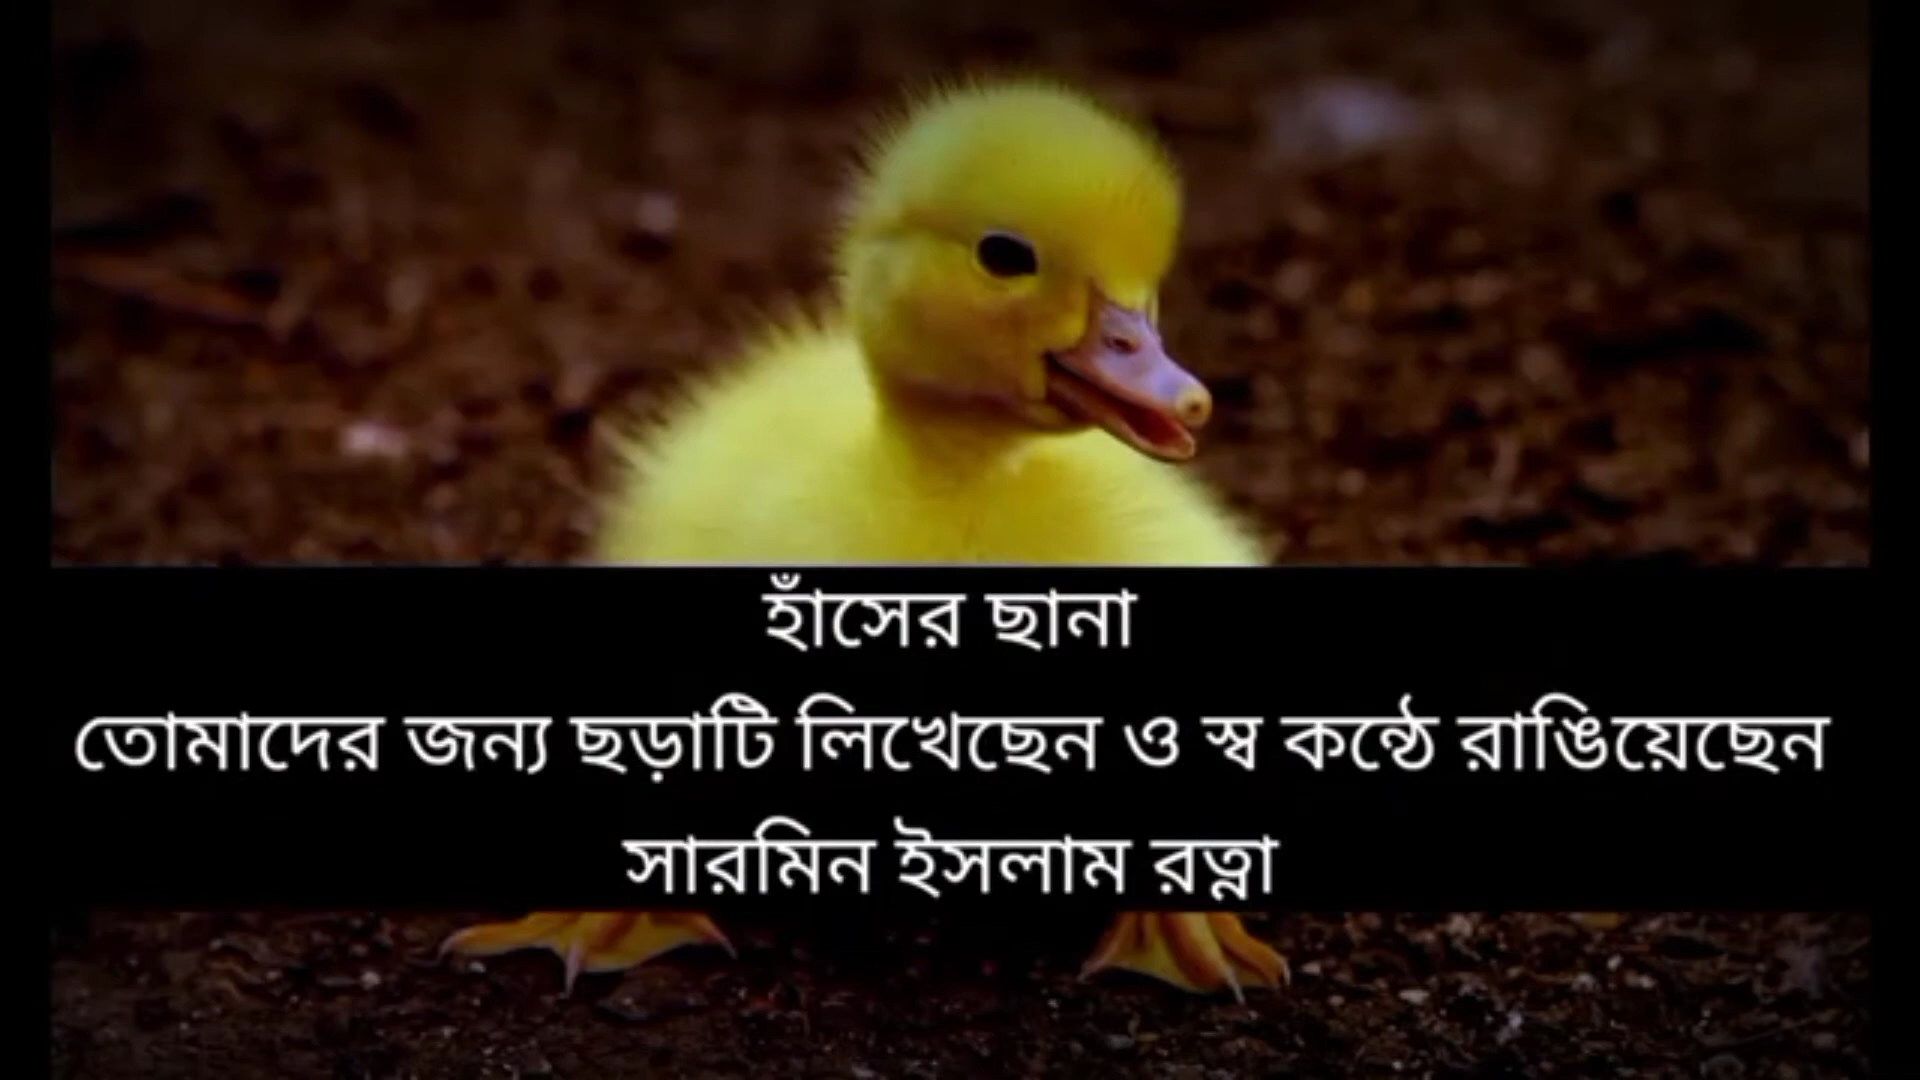 হাঁসের ছানা
তোমাদের জন্য ছড়াটি লিখেছেন ও স্ব কন্ঠে রাঙিয়েছেন
সারমিন ইসলাম রত্না